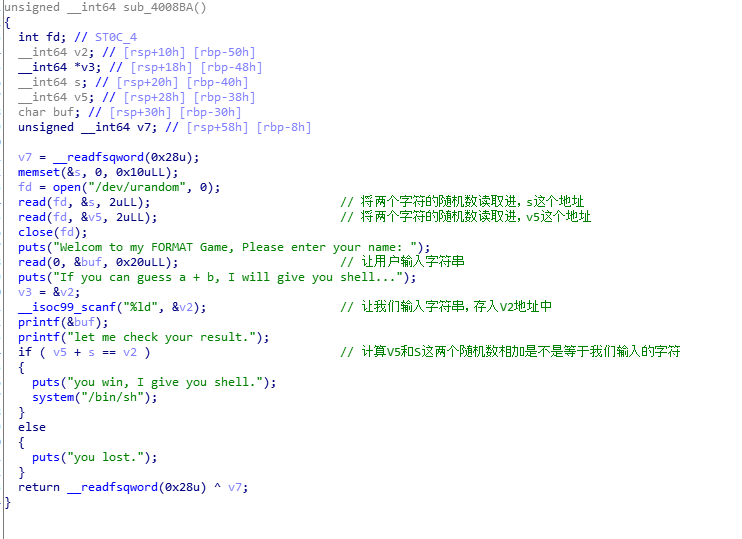 unsigned __int64 sub_4008BA()
{
  int fd; // ST0C_4
  __int64 v2; // [rsp+10h] [rbp-50h]
  __int64 *v3; // [rsp+18h] [rbp-48h]
  __int64 s; // [rsp+20h] [rbp-40h]
  __int64 v5; // [rsp+28h] [rbp-38h]
  char buf; // [rsp+30h] [rbp-30h]
  unsigned __int64 v7; // [rsp+58h] [rbp-8h]

  v7 = __readfsqword(0x28u);
  memset(&s, 0, 0x10uLL);
  fd = open("/dev/urandom", 0);
  read(fd, &s, 2uLL); // 将两个字符的随机数读取进，s这个地址
  read(fd, &v5, 2uLL); // 将两个字符的随机数读取进，v5这个地址
  close(fd);
  puts("Welcom to my FORMAT Game, Please enter your name: ");
  read(0, &buf, 0x20uLL); // 让用户输入字符串
  puts("If you can guess a + b, I will give you shell...");
  v3 = &v2;
  __isoc99_scanf("%ld", &v2); // 让我们输入字符串，存入V2地址中
  printf(&buf);
  printf("let me check your result.");
  if ( v5 + s == v2 ) // 计算V5和S这两个随机数相加是不是等于我们输入的字符
  {
    puts("you win, I give you shell.");
    system("/bin/sh");
  }
  else
  {
    puts("you lost.");
  }
  return __readfsqword(0x28u) ^ v7;
}